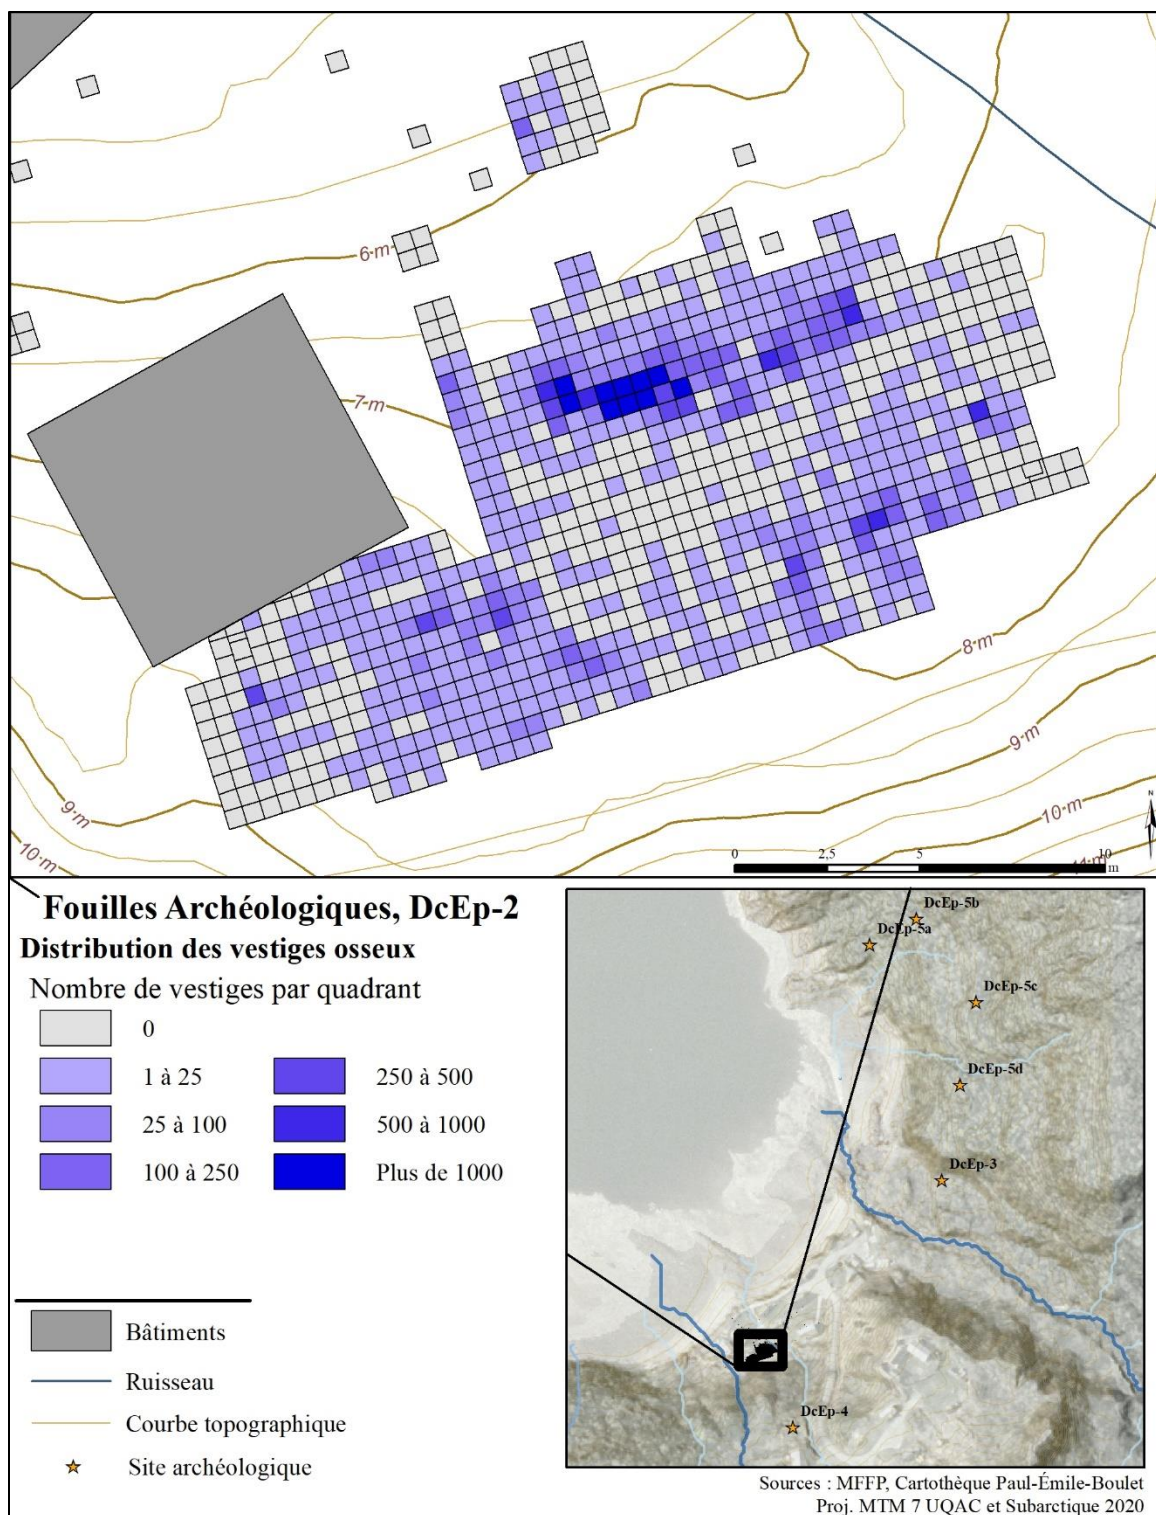 6 m
7 m
8 m
9 m
9 m
10 m
10 m
11 m
N
0 2,5 5 10
m
Fouilles Archéologiques, DcEp-2
Distribution des vestiges osseux
Nombre de vestiges par quadrant
0
1 à 25
25 à 100
100 à 250
250 à 500
500 à 1000
Plus de 1000
Bâtiments
Ruisseau
Courbe topographique
Site archéologique
DcEp-5b
DcEp-5a
DcEp-5c
DcEp-5d
DcEp-3
DcEp-4
Sources : MFFP, Cartothèque Paul-Émile-Boulet
Proj. MTM 7 UQAC et Subarctique 2020